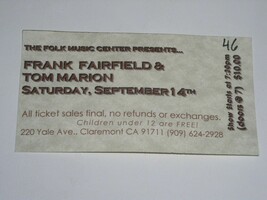 THE FOLK MUSIC CENTER PRESENTS...
FRANK FAIRFIELD &
TOM MARION
SATURDAY, SEPTEMBER 14TH
All ticket sales final, no refunds or exchanges.
Children under 12 are FREE!
220 Yale Ave., Claremont CA 91711 (909) 624-2928
46
Show Starts at 7:30pm
(doors @ 7) $10.00